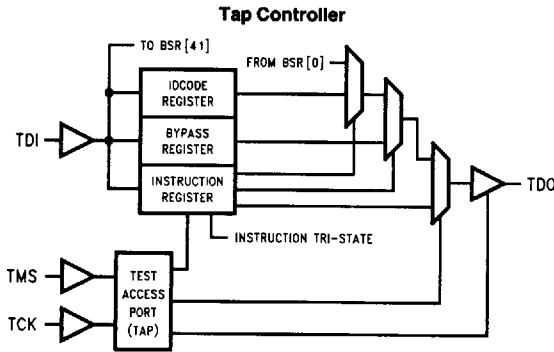 Tap Controller
TO BSR[41]
FROM BSR[0]
IDCODE
REGISTER
TDI
BYPASS
REGISTER
INSTRUCTION
REGISTER
TDO
INSTRUCTION TRI-STATE
TMS
TEST
ACCESS
PORT
(TAP)
TCK